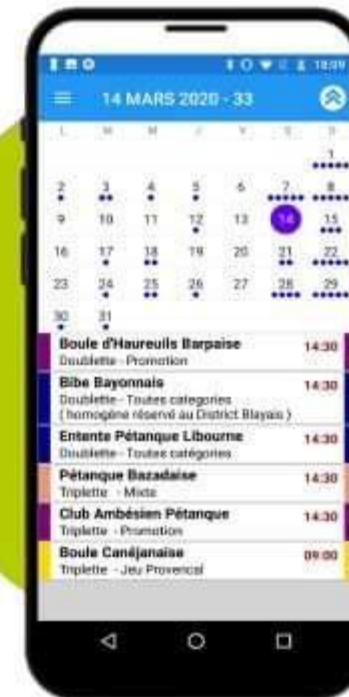 18:09
14 MARS 2020 - 33
L M M J V S D
1
2 3 4 5 6 7 8
9 10 11 12 13 14 15
16 17 18 19 20 21 22
23 24 25 26 27 28 29
30 31
Boule d'Haureuils Barpaise 14:30
Doublette - Promotion
Bibe Bayonnais 14:30
Doublette - Toutes categories
( homogène réservé au District Blayais )
Entente Pétanque Libourne 14:30
Doublette - Toutes catégories
Pétanque Bazadaise 14:30
Triplette - Mixte
Club Ambésien Pétanque 14:30
Triplette - Promotion
Boule Canéjanaise 09:00
Triplette - Jeu Provencal